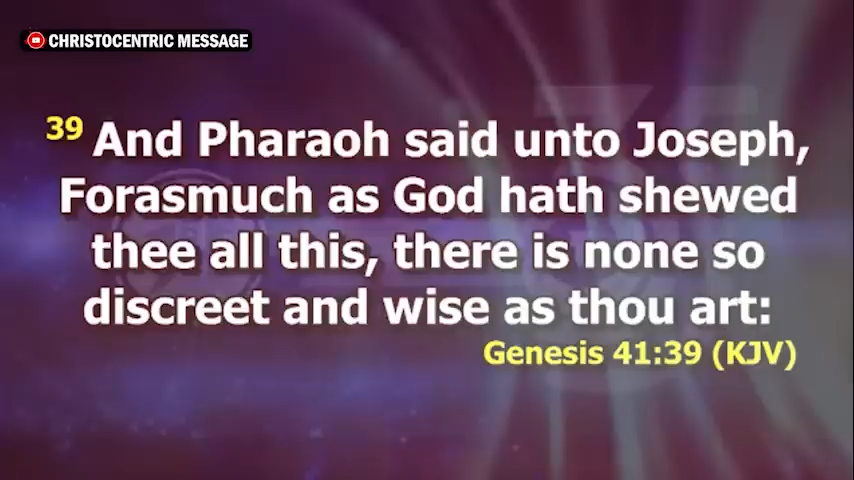 CHRISTOCENTRIC MESSAGE
39 And Pharaoh said unto Joseph,
Forasmuch as God hath shewed
thee all this, there is none so
discreet and wise as thou art:
Genesis 41:39 (KJV)